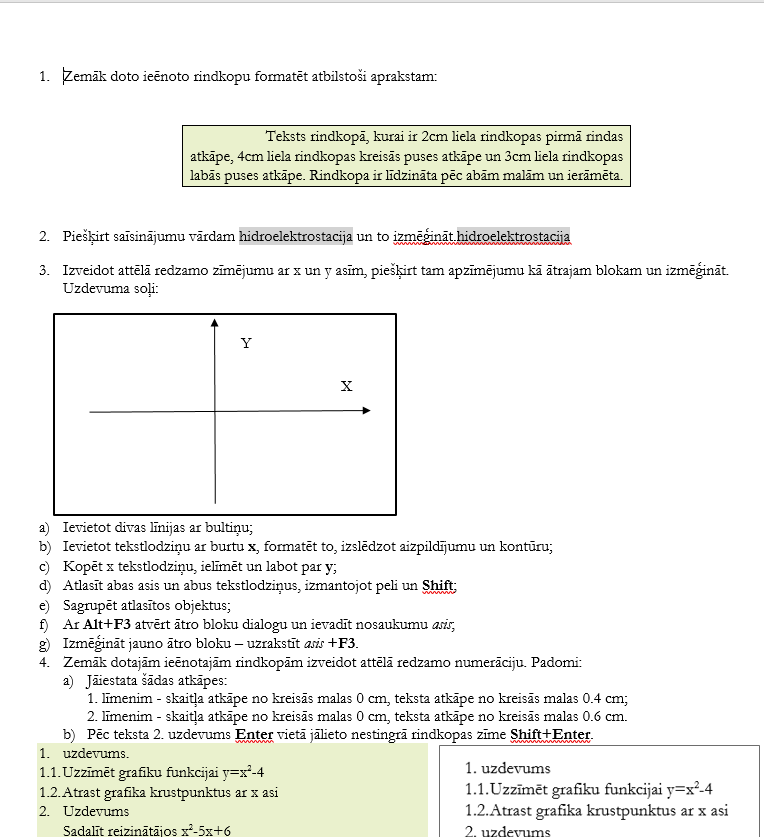 1. Zemāk doto ieēnoto rindkopu formatēt atbilstoši aprakstam:
Teksts rindkopā, kurai ir 2cm liela rindkopas pirmā rindas
atkāpe, 4cm liela rindkopas kreisās puses atkāpe un 3cm liela rindkopas
labās puses atkāpe. Rindkopa ir līdzināta pēc abām malām un ierāmēta.
2. Piešķirt saīsinājumu vārdam hidroelektrostacija un to izmēģināt.hidroelektrostacija
3. Izveidot attēlā redzamo zīmējumu ar x un y asīm, piešķirt tam apzīmējumu kā ātrajam blokam un izmēģināt.
Uzdevuma soļi:
Y
X
a) Ievietot divas līnijas ar bultiņu;
b) Ievietot tekstlodziņu ar burtu x, formatēt to, izslēdzot aizpildījumu un kontūru;
c) Kopēt x tekstlodziņu, ielīmēt un labot par y;
d) Atlasīt abas asis un abus tekstlodziņus, izmantojot peli un Shift;
e) Sagrupēt atlasītos objektus;
f) Ar Alt+F3 atvērt ātro bloku dialogu un ievadīt nosaukumu asis;
g) Izmēģināt jauno ātro bloku – uzrakstīt asis +F3.
4. Zemāk dotajām ieēnotajām rindkopām izveidot attēlā redzamo numerāciju. Padomi:
a) Jāiestata šādas atkāpes:
1. līmenim - skaitļa atkāpe no kreisās malas 0 cm, teksta atkāpe no kreisās malas 0.4 cm;
2. līmenim - skaitļa atkāpe no kreisās malas 0 cm, teksta atkāpe no kreisās malas 0.6 cm.
b) Pēc teksta 2. uzdevums Enter vietā jālieto nestingrā rindkopas zīme Shift+Enter.
1. uzdevums.
1.1.Uzzīmēt grafiku funkcijai y=x²-4
1.2.Atrast grafika krustpunktus ar x asi
2. Uzdevums
Sadalīt reizinātājos x²-5x+6
1. uzdevums
1.1.Uzzīmēt grafiku funkcijai y=x²-4
1.2.Atrast grafika krustpunktus ar x asi
2. uzdevums